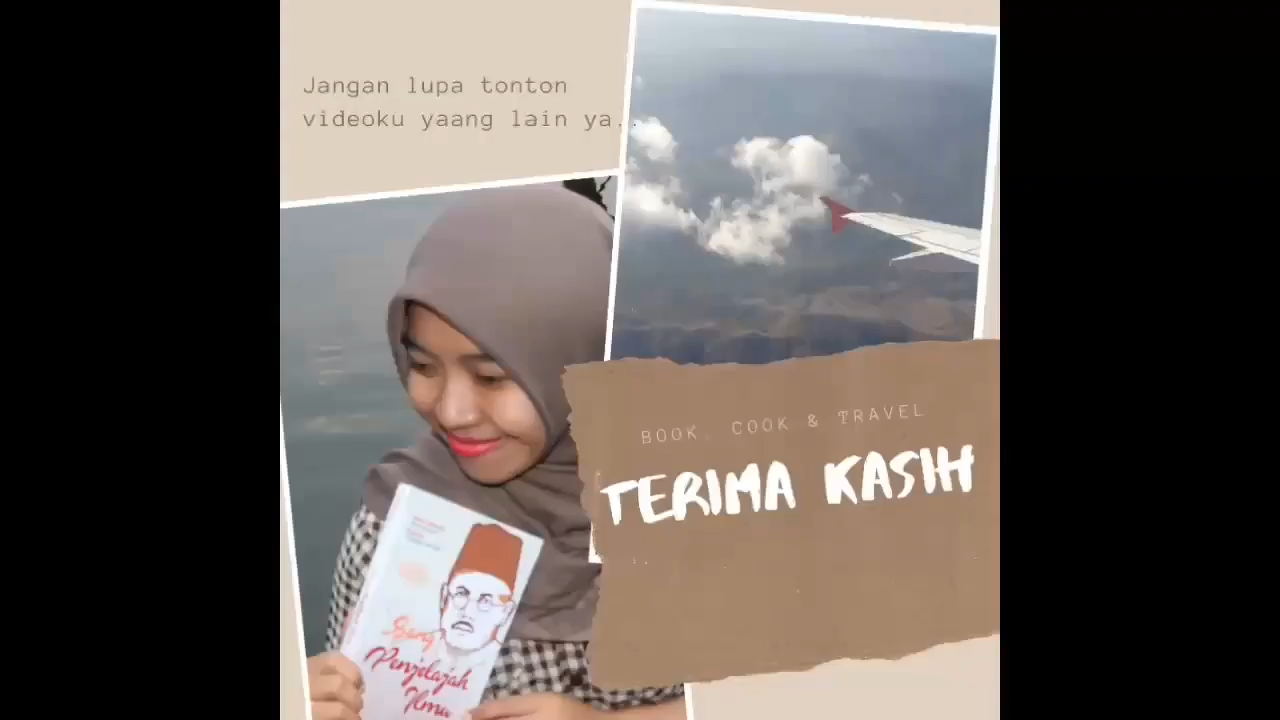 Jangan lupa tonton
videoku yaang lain ya..
BOOK, COOK & TRAVEL
TERIMA KASIH
Sang
Penjelajah
Ilmu